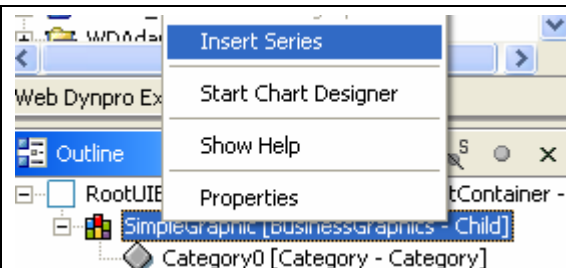 WDAda
Insert Series
Web Dynpro Ex
Start Chart Designer
Outline
Show Help
S
RootUIE
tContainer -
Properties
SimpleGraphic [BusinessGraphics - Child]
Category0 [Category - Category]